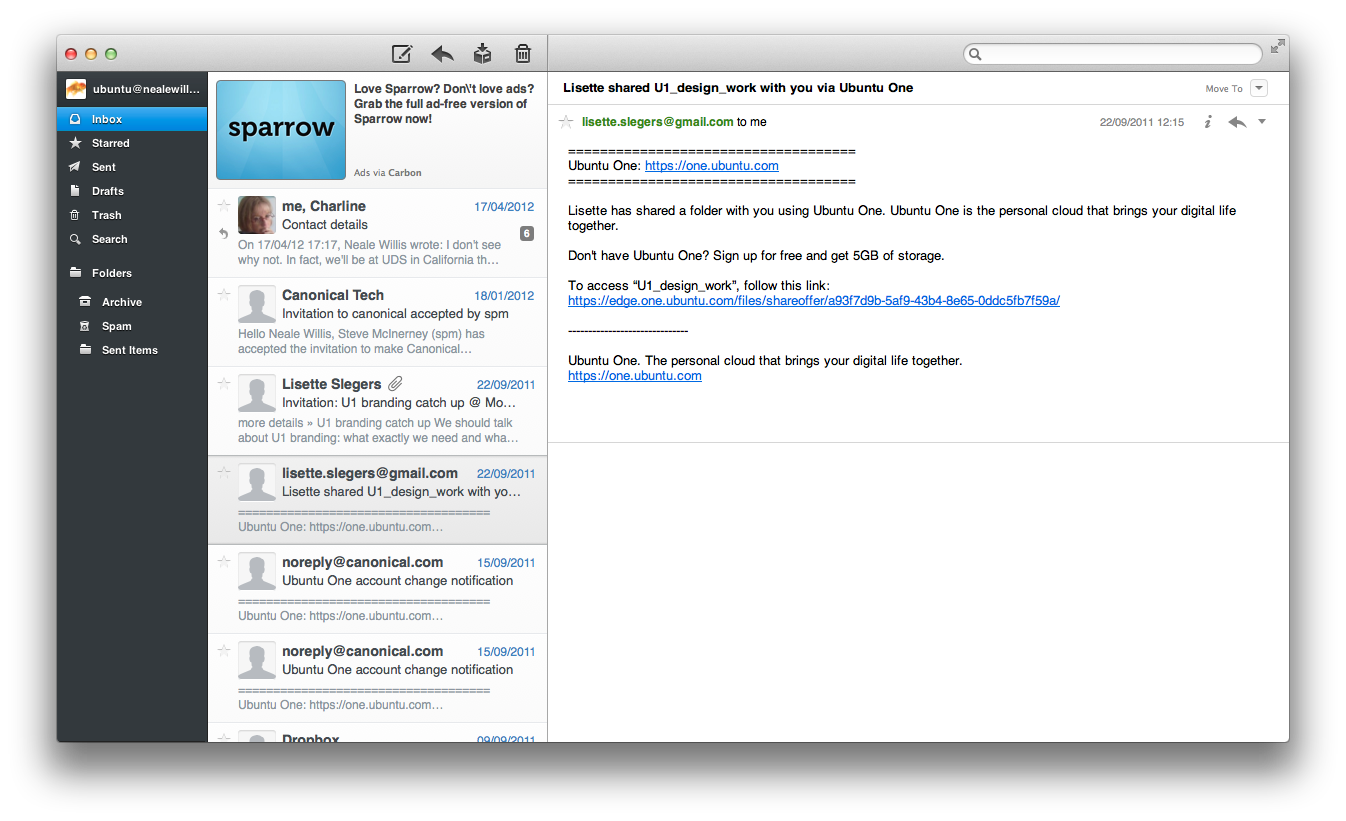 ubuntu@nealewill...
Inbox
Starred
Sent
Drafts
Trash
Search
Folders
Archive
Spam
Sent Items
sparrow
Love Sparrow? Don\'t love ads?
Grab the full ad-free version of
Sparrow now!
Ads via Carbon
me, Charline 17/04/2012
Contact details
6
On 17/04/12 17:17, Neale Willis wrote: I don't see
why not. In fact, we'll be at UDS in California th…
Canonical Tech 18/01/2012
Invitation to canonical accepted by spm
Hello Neale Willis, Steve McInerney (spm) has
accepted the invitation to make Canonical…
Lisette Slegers 22/09/2011
Invitation: U1 branding catch up @ Mo…
more details » U1 branding catch up We should talk
about U1 branding: what exactly we need and wha…
lisette.slegers@gmail.com 22/09/2011
Lisette shared U1_design_work with yo…
====================================
Ubuntu One: https://one.ubuntu.com…
noreply@canonical.com 15/09/2011
Ubuntu One account change notification
====================================
Ubuntu One: https://one.ubuntu.com…
noreply@canonical.com 15/09/2011
Ubuntu One account change notification
====================================
Ubuntu One: https://one.ubuntu.com…
Dropbox 09/09/2011
Lisette shared U1_design_work with you via Ubuntu One
Move To
lisette.slegers@gmail.com to me 22/09/2011 12:15
====================================
Ubuntu One: https://one.ubuntu.com
====================================
Lisette has shared a folder with you using Ubuntu One. Ubuntu One is the personal cloud that brings your digital life
together.
Don't have Ubuntu One? Sign up for free and get 5GB of storage.
To access “U1_design_work”, follow this link:
https://edge.one.ubuntu.com/files/shareoffer/a93f7d9b-5af9-43b4-8e65-0ddc5fb7f59a/
------------------------------
Ubuntu One. The personal cloud that brings your digital life together.
https://one.ubuntu.com